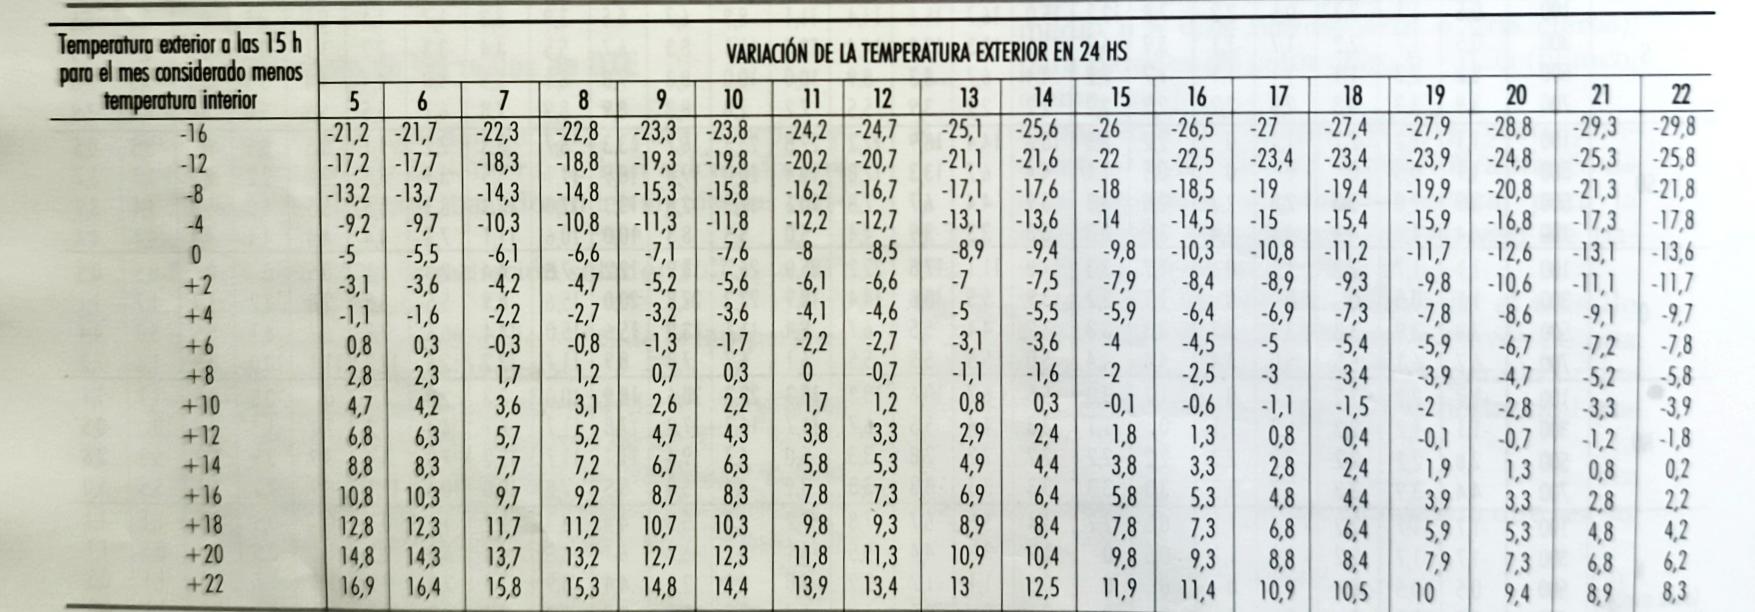 Temperatura exterior a las 15 h para el mes considerado menos temperatura interior
VARIACIÓN DE LA TEMPERATURA EXTERIOR EN 24 HS
5 6 7 8 9 10 11 12 13 14 15 16 17 18 19 20 21 22
-16 -21,2 -21,7 -22,3 -22,8 -23,3 -23,8 -24,2 -24,7 -25,1 -25,6 -26 -26,5 -27 -27,4 -27,9 -28,8 -29,3 -29,8
-12 -17,2 -17,7 -18,3 -18,8 -19,3 -19,8 -20,2 -20,7 -21,1 -21,6 -22 -22,5 -23,4 -23,4 -23,9 -24,8 -25,3 -25,8
-8 -13,2 -13,7 -14,3 -14,8 -15,3 -15,8 -16,2 -16,7 -17,1 -17,6 -18 -18,5 -19 -19,4 -19,9 -20,8 -21,3 -21,8
-4 -9,2 -9,7 -10,3 -10,8 -11,3 -11,8 -12,2 -12,7 -13,1 -13,6 -14 -14,5 -15 -15,4 -15,9 -16,8 -17,3 -17,8
0 -5 -5,5 -6,1 -6,6 -7,1 -7,6 -8 -8,5 -8,9 -9,4 -9,8 -10,3 -10,8 -11,2 -11,7 -12,6 -13,1 -13,6
+2 -3,1 -3,6 -4,2 -4,7 -5,2 -5,6 -6,1 -6,6 -7 -7,5 -7,9 -8,4 -8,9 -9,3 -9,8 -10,6 -11,1 -11,7
+4 -1,1 -1,6 -2,2 -2,7 -3,2 -3,6 -4,1 -4,6 -5 -5,5 -5,9 -6,4 -6,9 -7,3 -7,8 -8,6 -9,1 -9,7
+6 0,8 0,3 -0,3 -0,8 -1,3 -1,7 -2,2 -2,7 -3,1 -3,6 -4 -4,5 -5 -5,4 -5,9 -6,7 -7,2 -7,8
+8 2,8 2,3 1,7 1,2 0,7 0,3 0 -0,7 -1,1 -1,6 -2 -2,5 -3 -3,4 -3,9 -4,7 -5,2 -5,8
+10 4,7 4,2 3,6 3,1 2,6 2,2 1,7 1,2 0,8 0,3 -0,1 -0,6 -1,1 -1,5 -2 -2,8 -3,3 -3,9
+12 6,8 6,3 5,7 5,2 4,7 4,3 3,8 3,3 2,9 2,4 1,8 1,3 0,8 0,4 -0,1 -0,7 -1,2 -1,8
+14 8,8 8,3 7,7 7,2 6,7 6,3 5,8 5,3 4,9 4,4 3,8 3,3 2,8 2,4 1,9 1,3 0,8 0,2
+16 10,8 10,3 9,7 9,2 8,7 8,3 7,8 7,3 6,9 6,4 5,8 5,3 4,8 4,4 3,9 3,3 2,8 2,2
+18 12,8 12,3 11,7 11,2 10,7 10,3 9,8 9,3 8,9 8,4 7,8 7,3 6,8 6,4 5,9 5,3 4,8 4,2
+20 14,8 14,3 13,7 13,2 12,7 12,3 11,8 11,3 10,9 10,4 9,8 9,3 8,8 8,4 7,9 7,3 6,8 6,2
+22 16,9 16,4 15,8 15,3 14,8 14,4 13,9 13,4 13 12,5 11,9 11,4 10,9 10,5 10 9,4 8,9 8,3